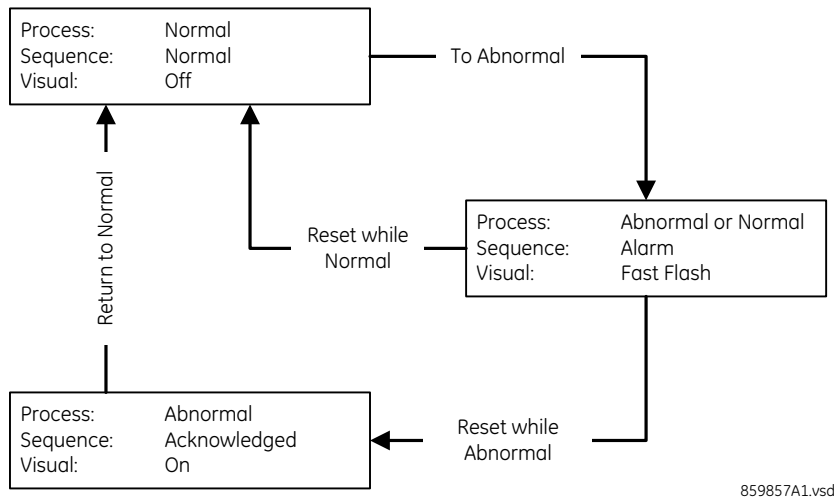 Process: Normal
Sequence: Normal
Visual: Off
To Abnormal
Return to Normal
Reset while
Normal
Process: Abnormal or Normal
Sequence: Alarm
Visual: Fast Flash
Process: Abnormal
Sequence: Acknowledged
Visual: On
Reset while
Abnormal
859857A1.vsd